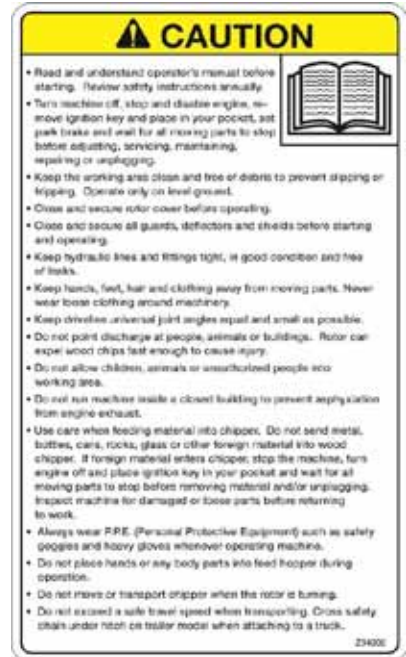 CAUTION
• Read and understand operator's manual before
starting. Review safety instructions annually.
• Turn machine off, stop and disable engine, re-
move ignition key and place in your pocket, set
park brake and wait for all moving parts to stop
before adjusting, servicing, maintaining,
repairing or unplugging.
• Keep the working area clean and free of debris to prevent slipping or
tripping. Operate only on level ground.
• Close and secure rotor cover before operating.
• Close and secure all guards, deflectors and shields before starting
and operating.
• Keep hydraulic lines and fittings tight, in good condition and free
of leaks.
• Keep hands, feet, hair and clothing away from moving parts. Never
wear loose clothing around machinery.
• Keep driveline universal joint angles equal and small as possible.
• Do not point discharge at people, animals or buildings. Rotor can
expel wood chips fast enough to cause injury.
• Do not allow children, animals or unauthorized people into
working area.
• Do not run machine inside a closed building to prevent asphyxiation
from engine exhaust.
• Use care when feeding material into chipper. Do not send metal,
bottles, cans, rocks, glass or other foreign material into wood
chipper. If foreign material enters chipper, stop the machine, turn
engine off and place ignition key in your pocket and wait for all
moving parts to stop before removing material and/or unplugging.
Inspect machine for damaged or loose parts before returning
to work.
• Always wear P.P.E. (Personal Protective Equipment) such as safety
goggles and heavy gloves whenever operating machine.
• Do not place hands or any body parts into feed hopper during
operation.
• Do not move or transport chipper when the rotor is turning.
• Do not exceed a safe travel speed when transporting. Cross safety
chain under hitch on trailer model when attaching to a truck.